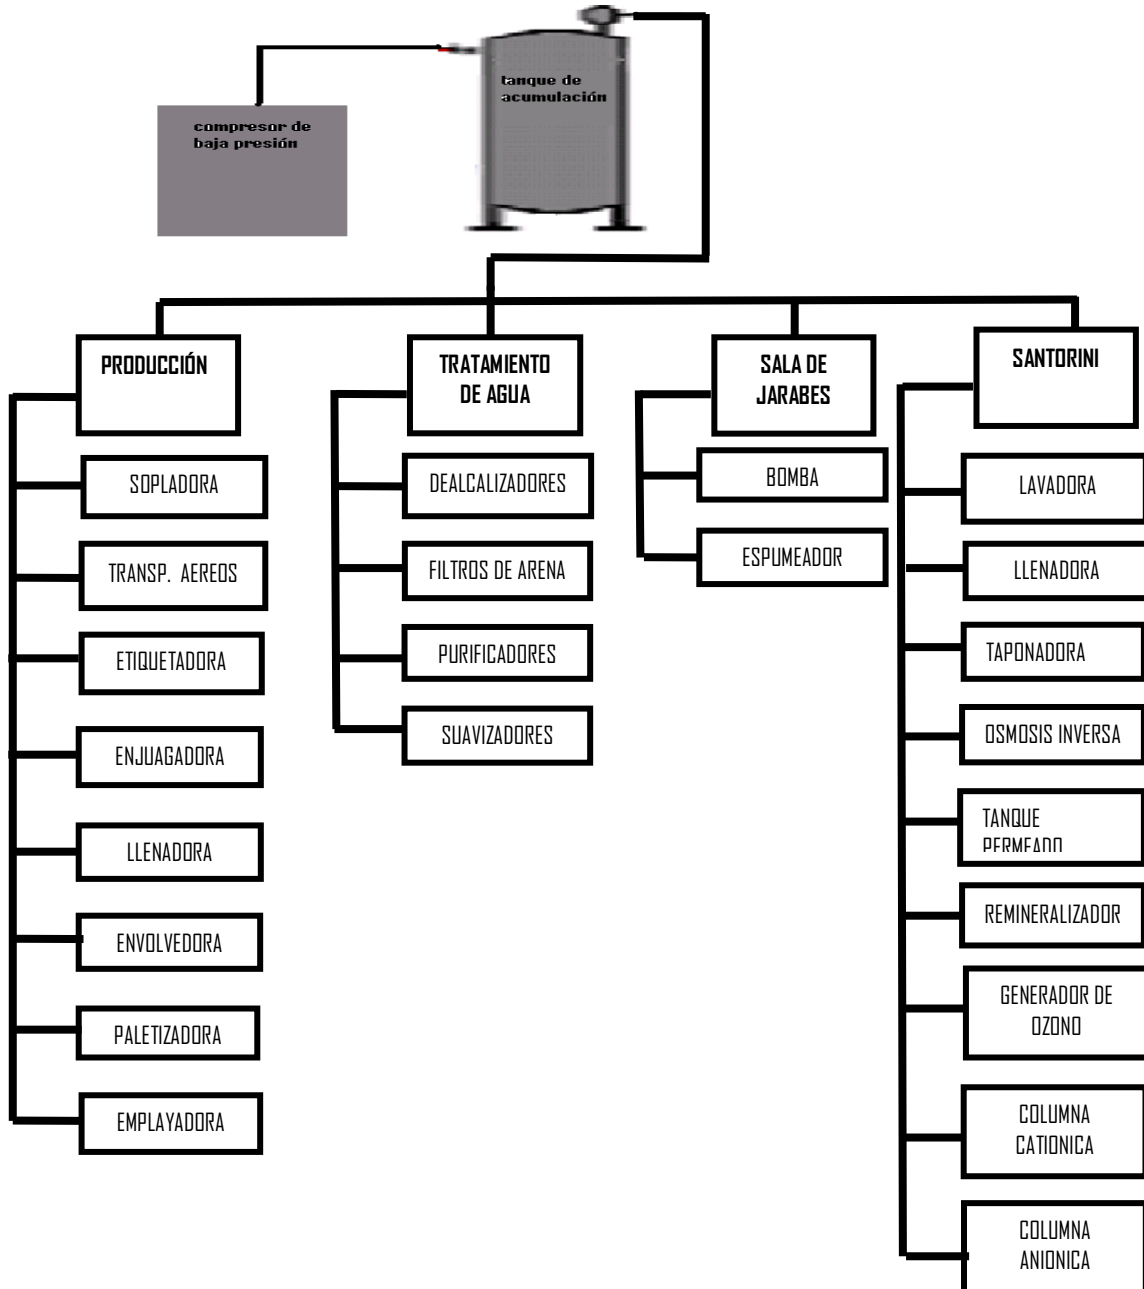 tanque de
acumulación
compresor de
baja presión
PRODUCCIÓN
SOPLADORA
TRANSP. AEREOS
ETIQUETADORA
ENJUAGADORA
LLENADORA
ENVOLVEDORA
PALETIZADORA
EMPLAYADORA
TRATAMIENTO
DE AGUA
DEALCALIZADORES
FILTROS DE ARENA
PURIFICADORES
SUAVIZADORES
SALA DE
JARABES
BOMBA
ESPUMEADOR
SANTORINI
LAVADORA
LLENADORA
TAPONADORA
OSMOSIS INVERSA
TANQUE
PERMEADO
REMINERALIZADOR
GENERADOR DE
OZONO
COLUMNA
CATIONICA
COLUMNA
ANIONICA